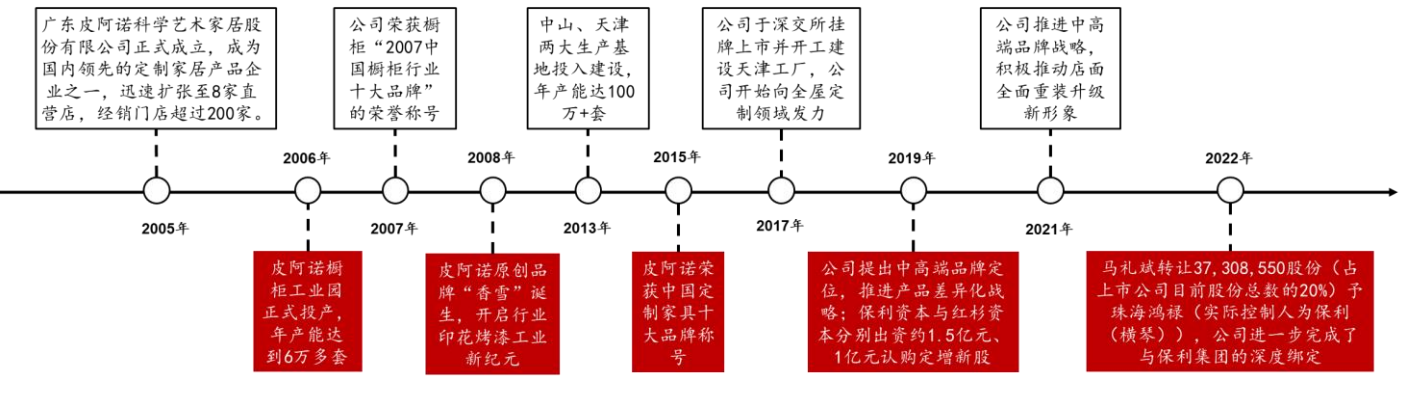 广东皮阿诺科学艺术家居股
份有限公司正式成立，成为
国内领先的定制家居产品企
业之一，迅速扩张至8家直
营店，经销门店超过200家。
公司荣获橱
柜“2007中
国橱柜行业
十大品牌”
的荣誉称号
中山、天津
两大生产基
地投入建设，
年产能达100
万+套
公司于深交所挂
牌上市并开工建
设天津工厂，公
司开始向全屋定
制领域发力
公司推进中高
端品牌战略，
积极推动店面
全面重装升级
新形象
2006年
2008年
2015年
2019年
2022年
2005年
2007年
2013年
2017年
2021年
皮阿诺橱
柜工业园
正式投产，
年产能达
到6万多套
皮阿诺原创品
牌“香雪”诞
生，开启行业
印花烤漆工业
新纪元
皮阿诺荣
获中国定
制家具十
大品牌称
号
公司提出中高端品牌定
位，推进产品差异化战
略；保利资本与红杉资
本分别出资约1.5亿元、
1亿元认购定增新股
马礼斌转让37,308,550股份（占
上市公司目前股份总数的20%）予
珠海鸿禄（实际控制人为保利
（横琴）），公司进一步完成了
与保利集团的深度绑定